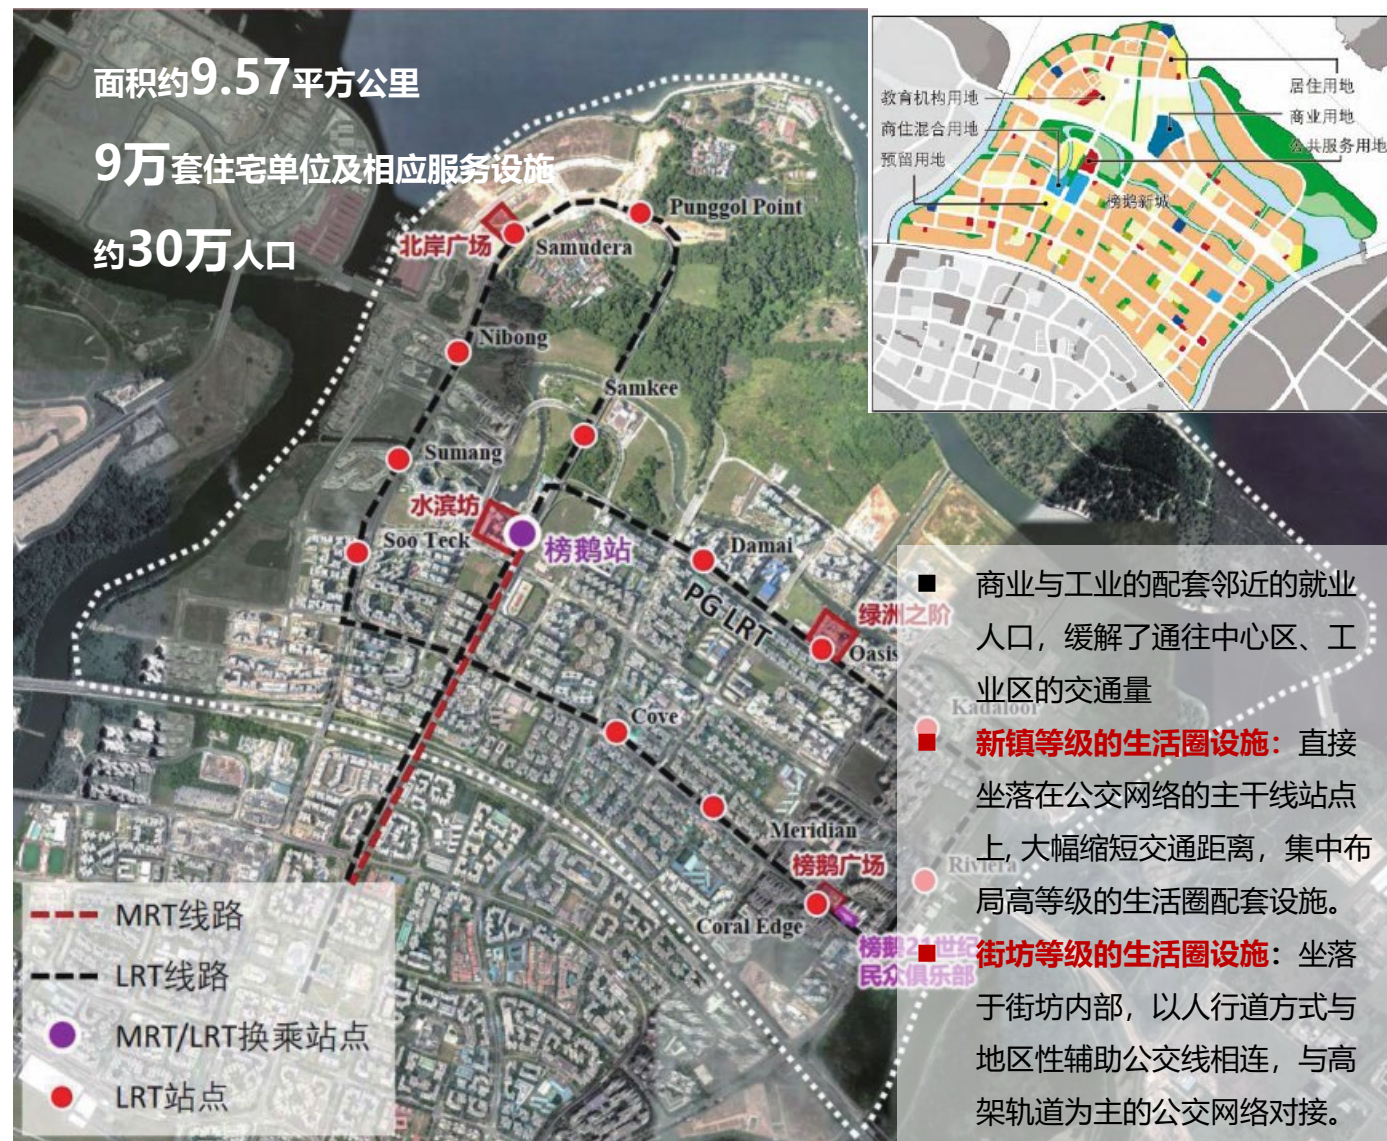 面积约9.57平方公里
9万套住宅单位及相应服务设施
约30万人口
教育机构用地
商住混合用地
预留用地
居住用地
商业用地
公共服务用地
榜鹅新城
Punggol Point
北岸广场
Samudera
Nibong
Samkee
Sumang
水滨坊
Soo Teck
榜鹅站
Damai
PG LRT
绿洲之阶
Oasis
Kadaloor
Cove
Meridian
榜鹅广场
Riviera
Coral Edge
榜鹅21世纪
民众俱乐部
MRT线路
LRT线路
MRT/LRT换乘站点
LRT站点
■ 商业与工业的配套邻近的就业
人口，缓解了通往中心区、工
业区的交通量
■ 新镇等级的生活圈设施：直接
坐落在公交网络的主干线站点
上, 大幅缩短交通距离，集中布
局高等级的生活圈配套设施。
■ 街坊等级的生活圈设施：坐落
于街坊内部，以人行道方式与
地区性辅助公交线相连，与高
架轨道为主的公交网络对接。